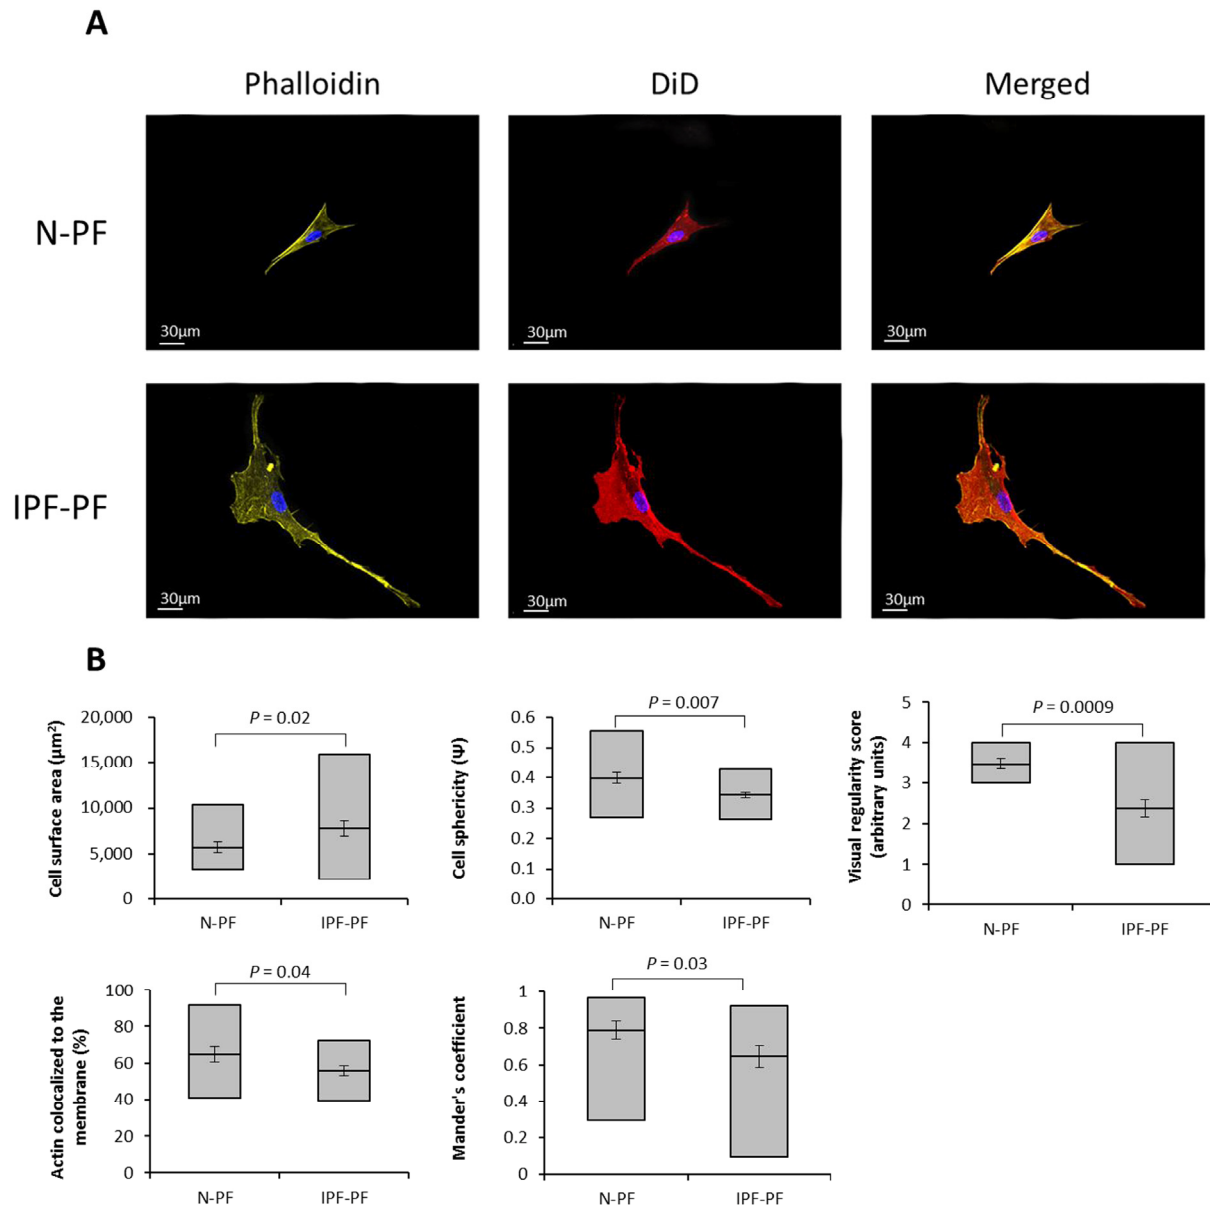 A
Phalloidin
DiD
Merged
N-PF
30µm
30µm
30µm
IPF-PF
30µm
30µm
30µm
B
Cell surface area (µm²)
20,000
15,000
10,000
5,000
0
P = 0.02
N-PF
IPF-PF
Cell sphericity (Ψ)
0.6
0.5
0.4
0.3
0.2
0.1
0.0
P = 0.007
N-PF
IPF-PF
Visual regularity score
(arbitrary units)
5
4
3
2
1
0
P = 0.0009
N-PF
IPF-PF
Actin colocalized to the
membrane (%)
100
80
60
40
20
0
P = 0.04
N-PF
IPF-PF
Mander's coefficient
1
0.8
0.6
0.4
0.2
0
P = 0.03
N-PF
IPF-PF